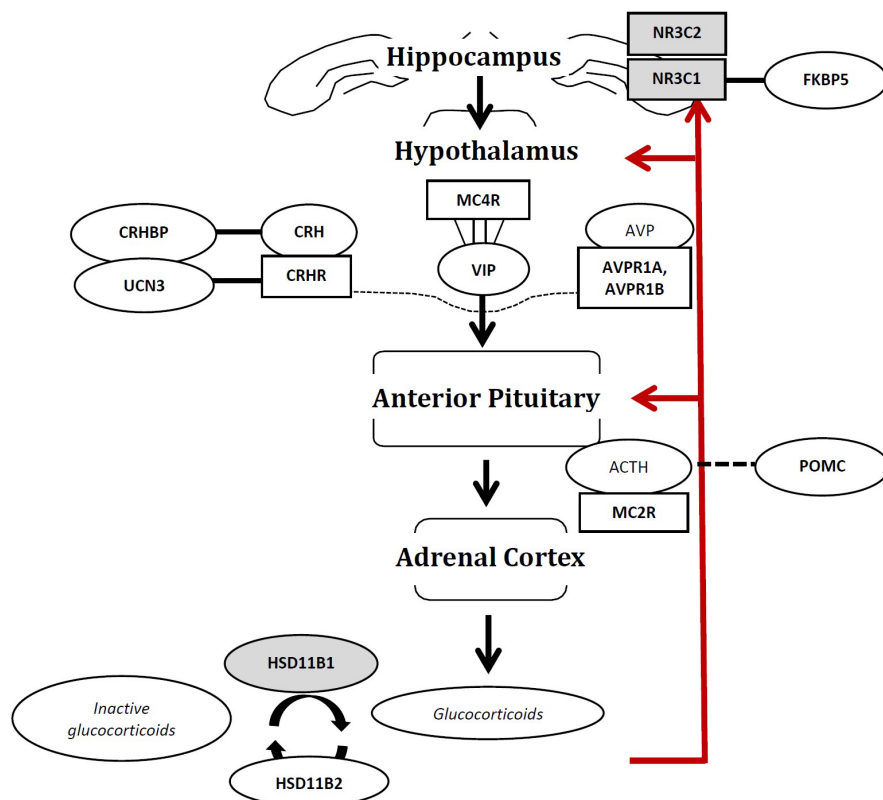 NR3C2
Hippocampus
NR3C1
FKBP5
Hypothalamus
MC4R
CRHBP
CRH
AVP
VIP
UCN3
CRHR
AVPR1A,
AVPR1B
Anterior Pituitary
ACTH
POMC
MC2R
Adrenal Cortex
HSD11B1
Inactive
glucocorticoids
Glucocorticoids
HSD11B2